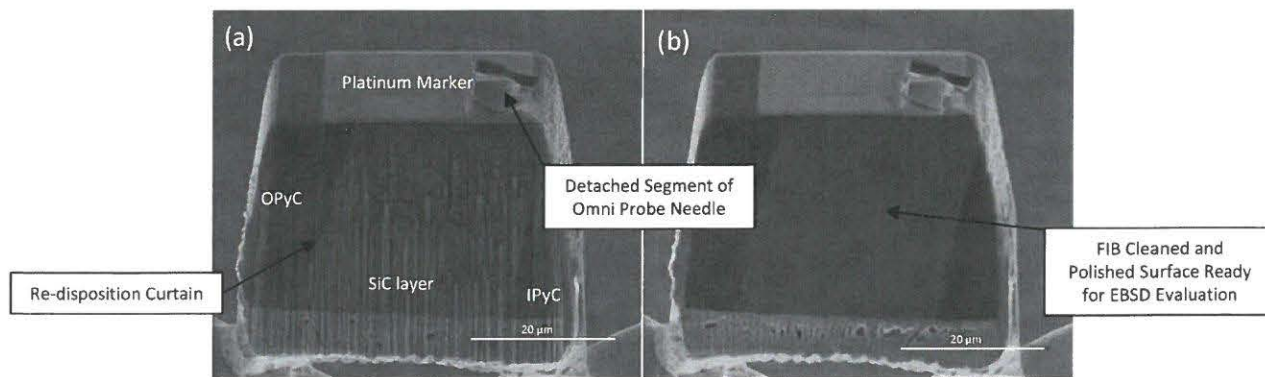 (a)
Platinum Marker
OPyC
SiC layer
IPyC
20 µm
Re-disposition Curtain
Detached Segment of
Omni Probe Needle
(b)
20 µm
FIB Cleaned and
Polished Surface Ready
for EBSD Evaluation